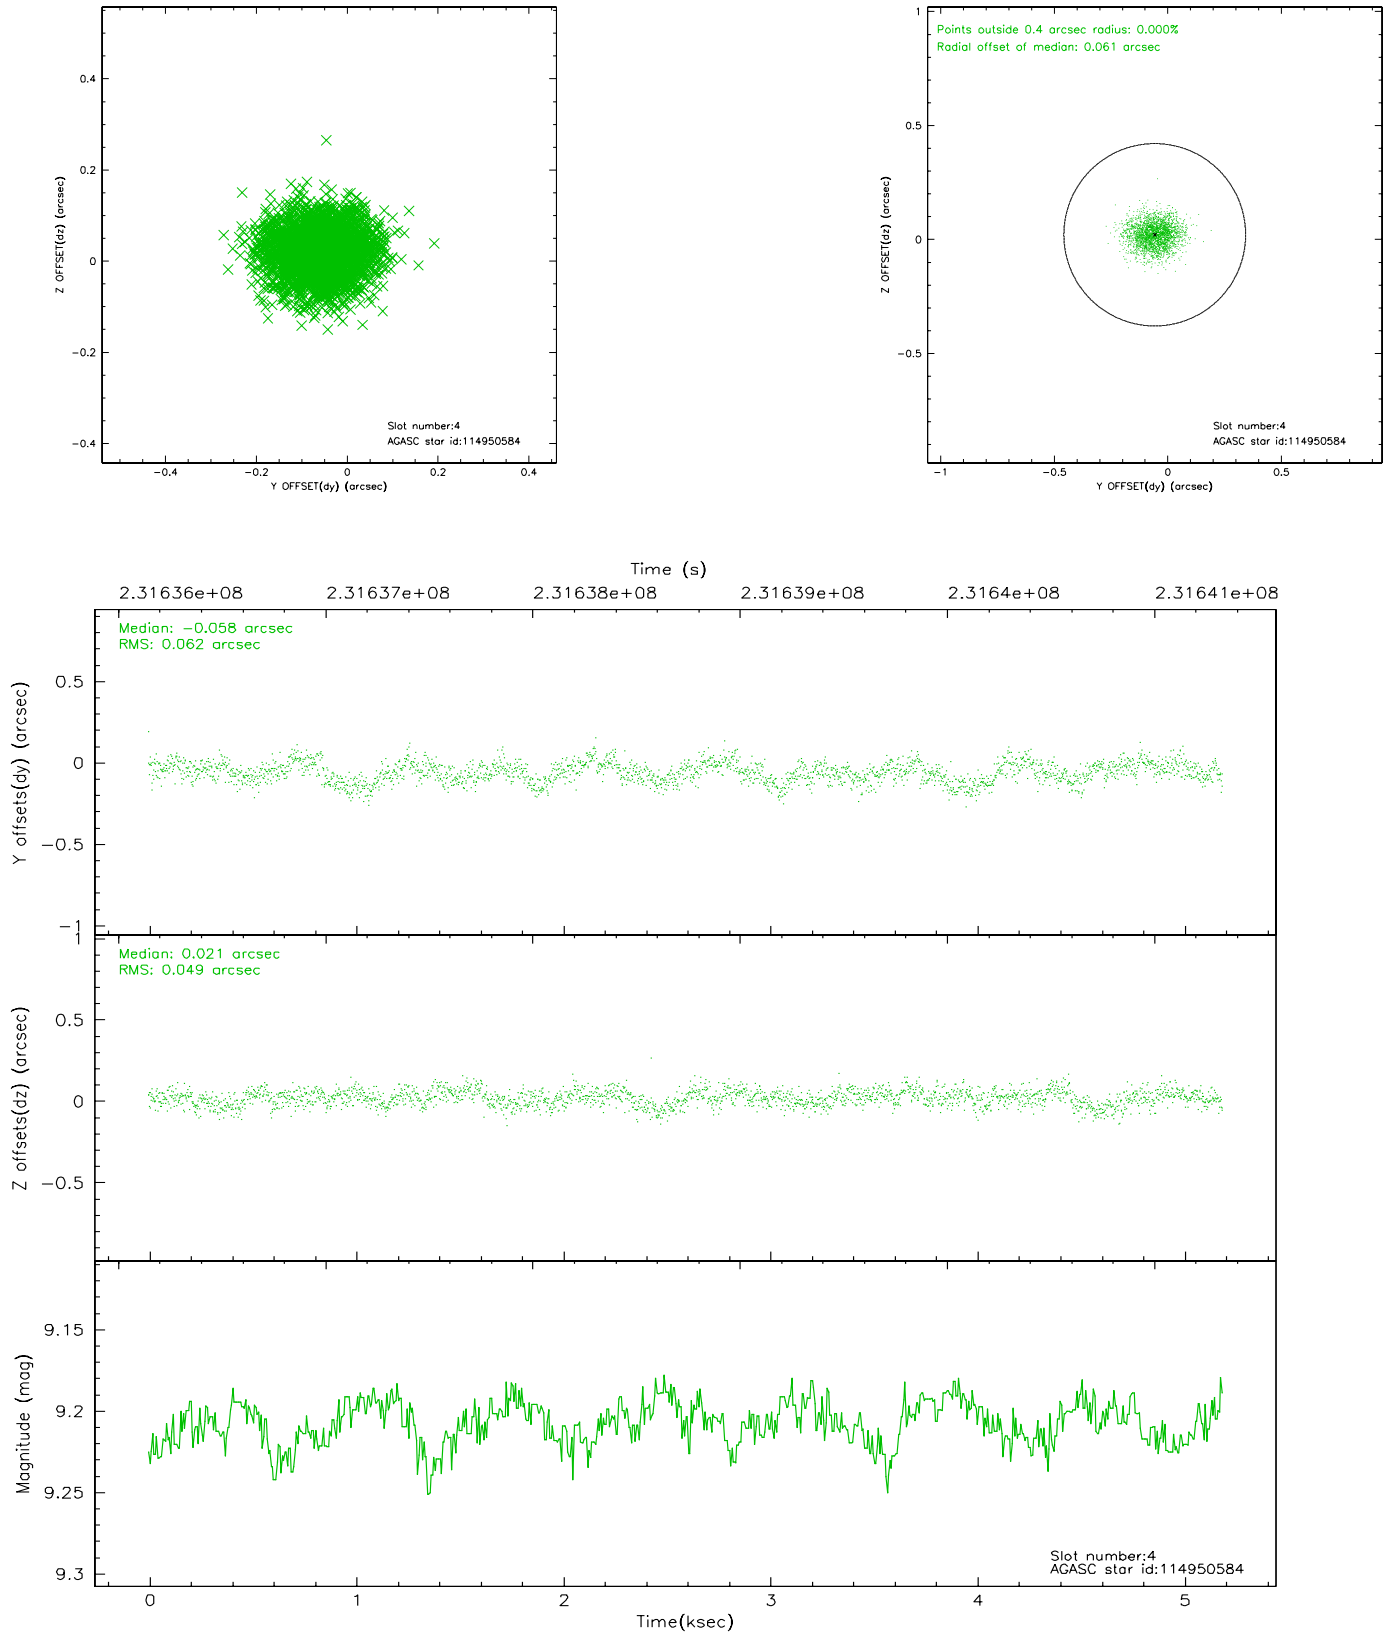 0.4
0.2
0
−0.2
−0.4
Z OFFSET(dz) (arcsec)
Slot number:4
AGASC star id:114950584
−0.4 −0.2 0 0.2 0.4
Y OFFSET(dy) (arcsec)
Points outside 0.4 arcsec radius: 0.000%
Radial offset of median: 0.061 arcsec
1
0.5
0
−0.5
Z OFFSET(dz) (arcsec)
Slot number:4
AGASC star id:114950584
−1 −0.5 0 0.5
Y OFFSET(dy) (arcsec)
Time (s)
2.31636e+08 2.31637e+08 2.31638e+08 2.31639e+08 2.3164e+08 2.31641e+08
Median: −0.058 arcsec
RMS: 0.062 arcsec
0.5
0
−0.5
−1
Y offsets(dy) (arcsec)
Median: 0.021 arcsec
RMS: 0.049 arcsec
1
0.5
0
−0.5
Z offsets(dz) (arcsec)
9.15
9.2
9.25
9.3
Magnitude (mag)
Slot number:4
AGASC star id:114950584
0 1 2 3 4 5
Time(ksec)